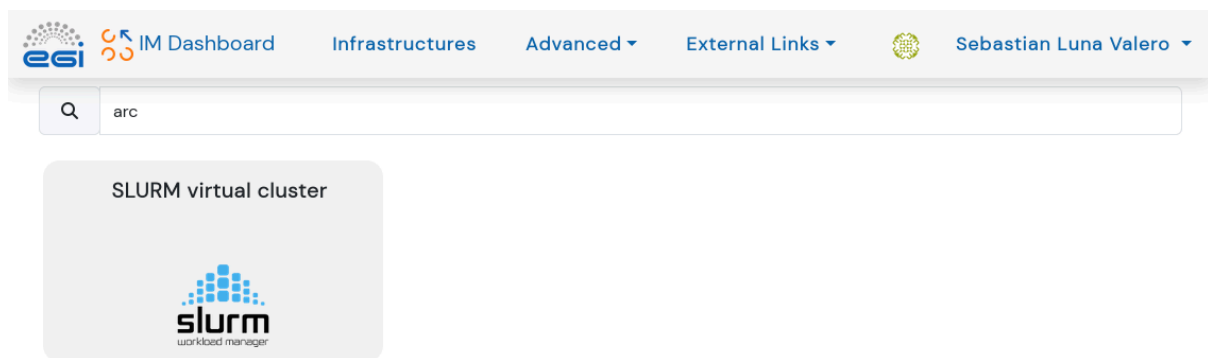 egi IM Dashboard Infrastructures Advanced External Links Sebastian Luna Valero
arc
SLURM virtual cluster
slurm
workload manager